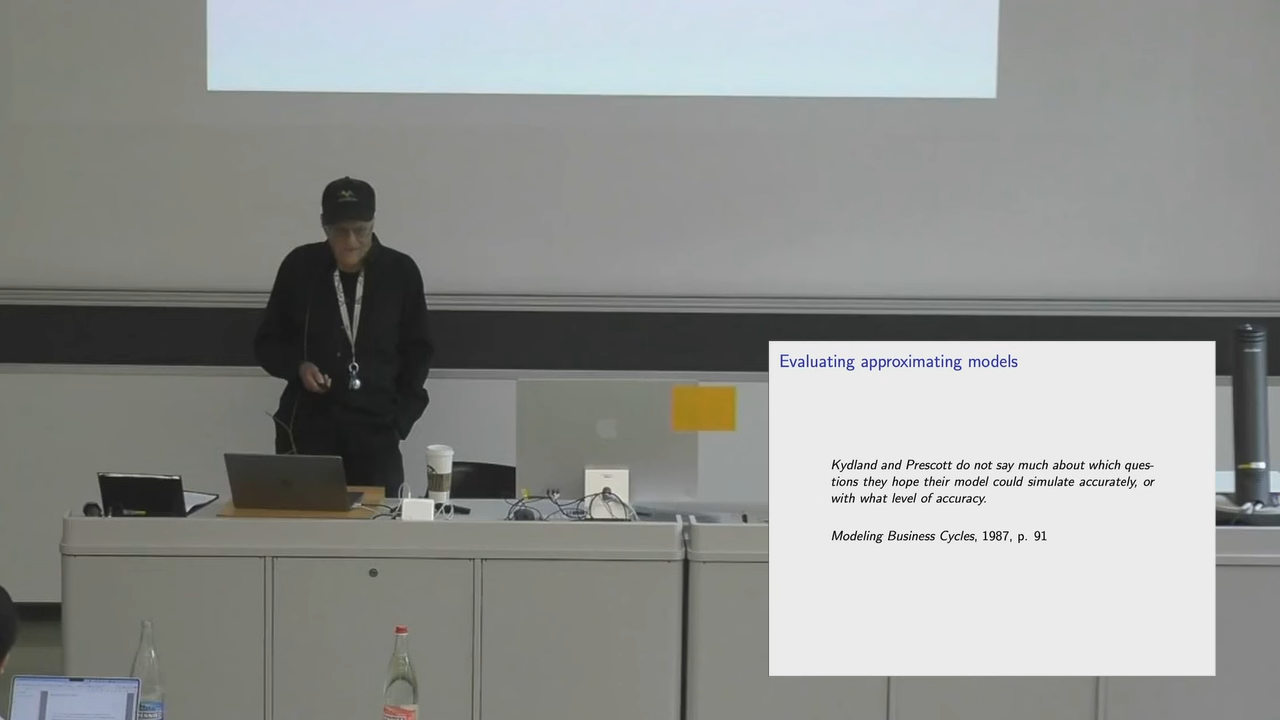 Evaluating approximating models
Kydland and Prescott do not say much about which ques-
tions they hope their model could simulate accurately, or
with what level of accuracy.
Modeling Business Cycles, 1987, p. 91